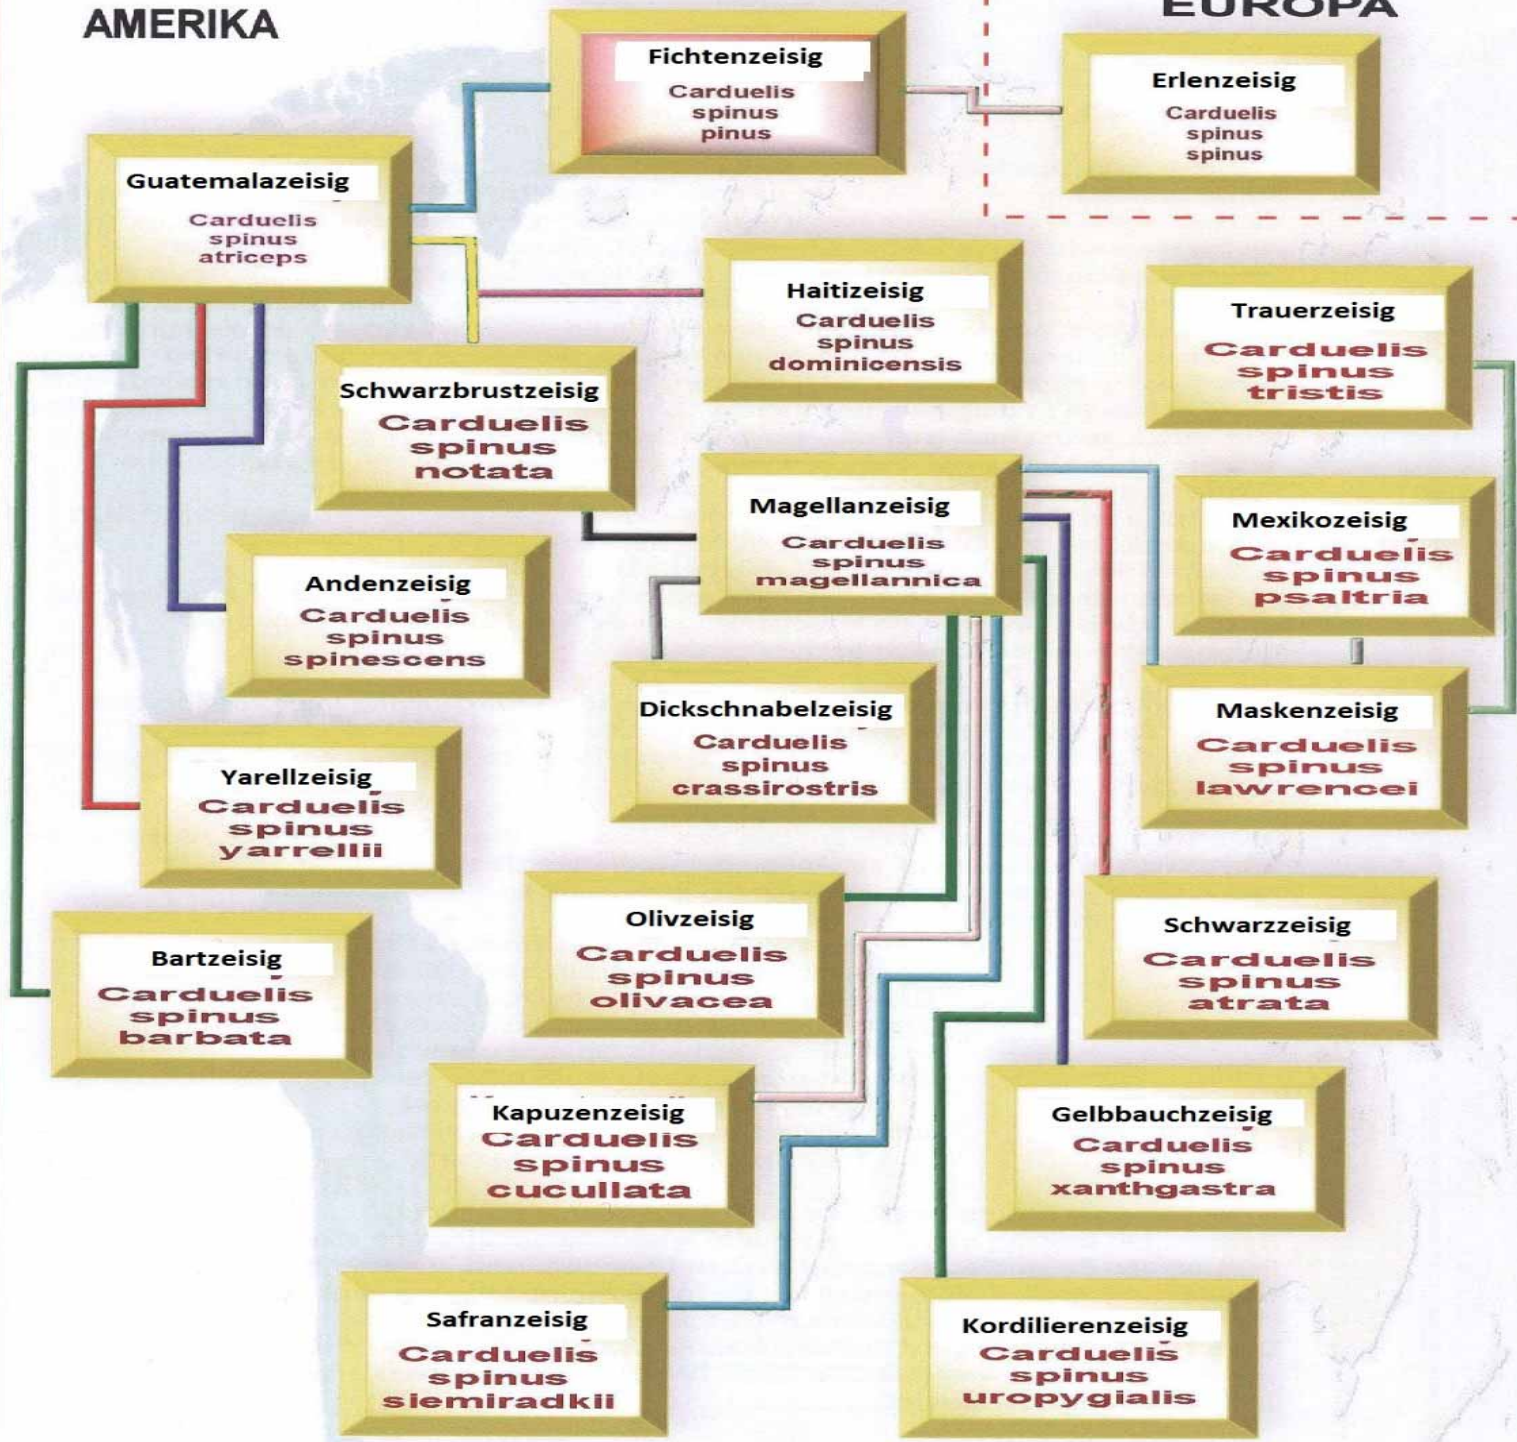 AMERIKA
EUROPA
Fichtenzeisig
Carduelis
spinus
pinus
Erlenzeisig
Carduelis
spinus
spinus
Guatemalazeisig
Carduelis
spinus
atriceps
Haitizeisig
Carduelis
spinus
dominicensis
Trauerzeisig
Carduelis
spinus
tristis
Schwarzbrustzeisig
Carduelis
spinus
notata
Magellanzeisig
Carduelis
spinus
magellannica
Mexikozeisig
Carduelis
spinus
psaltria
Andenzeisig
Carduelis
spinus
spinescens
Dickschnabelzeisig
Carduelis
spinus
crassirostris
Maskenzeisig
Carduelis
spinus
lawrencei
Yarellzeisig
Carduelis
spinus
yarrellii
Olivzeisig
Carduelis
spinus
olivacea
Schwarzzeisig
Carduelis
spinus
atrata
Bartzeisig
Carduelis
spinus
barbata
Kapuzenzeisig
Carduelis
spinus
cucullata
Gelbbauchzeisig
Carduelis
spinus
xanthgastra
Safranzeisig
Carduelis
spinus
siemiradkii
Kordilierenzeisig
Carduelis
spinus
uropygialis